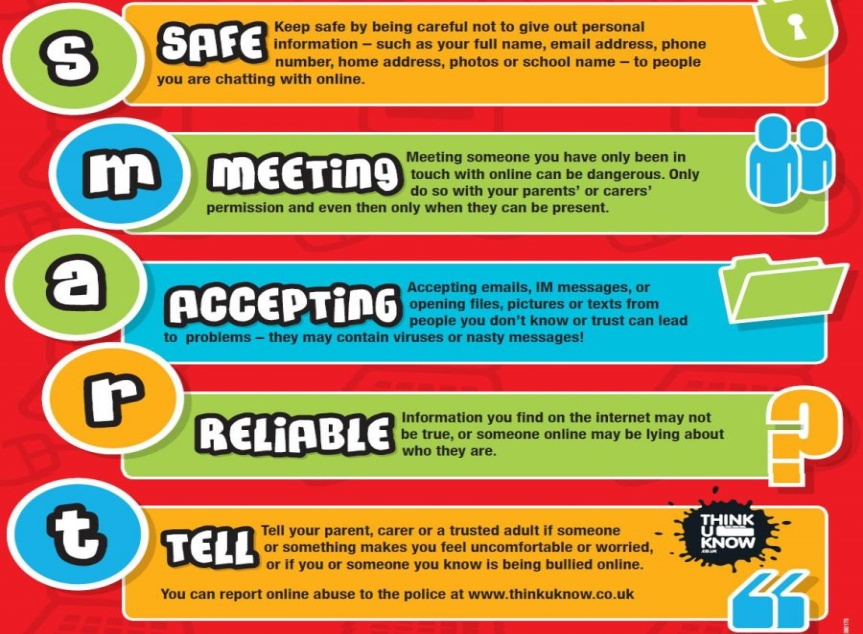 s
SAFE Keep safe by being careful not to give out personal
information – such as your full name, email address, phone
number, home address, photos or school name – to people
you are chatting with online.
m
MEETiNG Meeting someone you have only been in
touch with online can be dangerous. Only
do so with your parents’ or carers’
permission and even then only when they can be present.
a
ACCEPTiNG Accepting emails, IM messages, or
opening files, pictures or texts from
people you don’t know or trust can lead
to problems – they may contain viruses or nasty messages!
r
RELiABLE Information you find on the internet may not
be true, or someone online may be lying about
who they are.
?
t
TELL Tell your parent, carer or a trusted adult if someone
or something makes you feel uncomfortable or worried,
or if you or someone you know is being bullied online.
You can report online abuse to the police at www.thinkuknow.co.uk
THINK
U
KNOW
.CO.UK
“